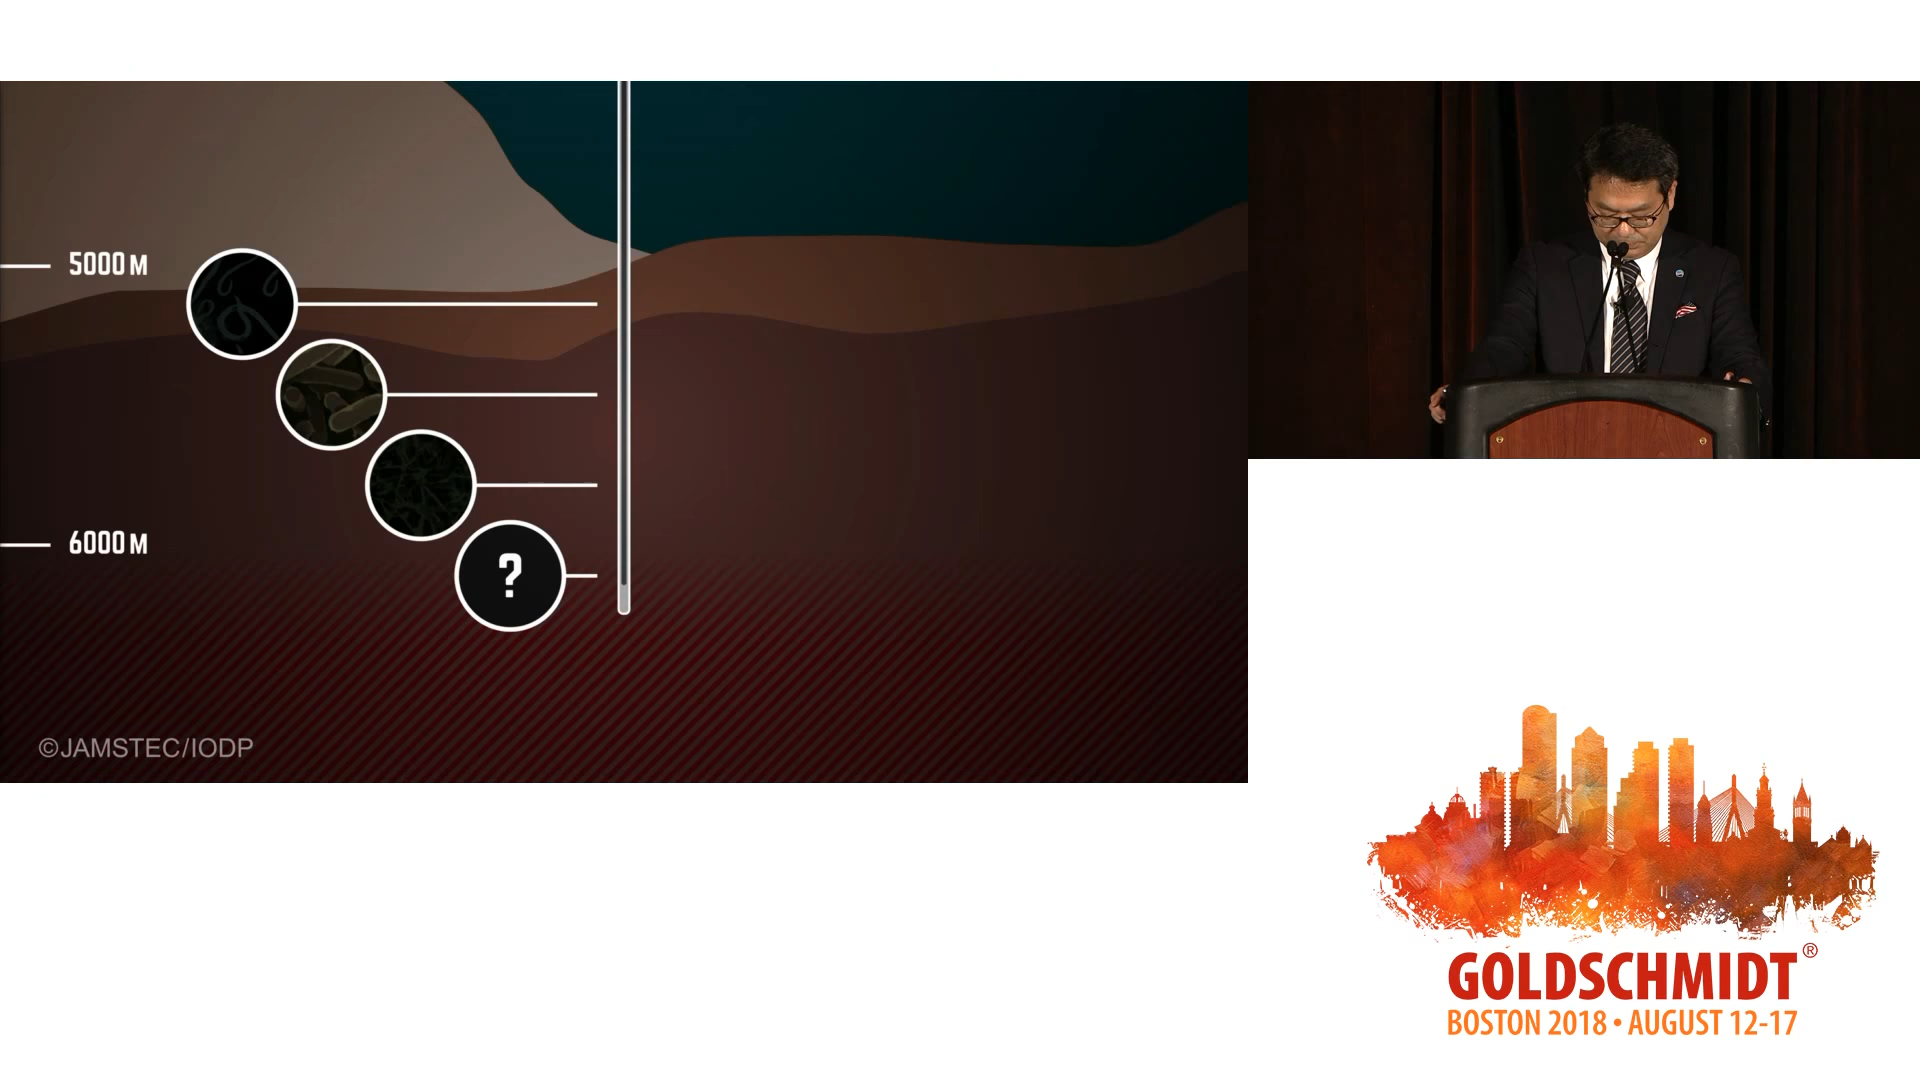 5000 M
?
6000 M
©JAMSTEC/IODP
GOLDSCHMIDT®
BOSTON 2018 • AUGUST 12-17